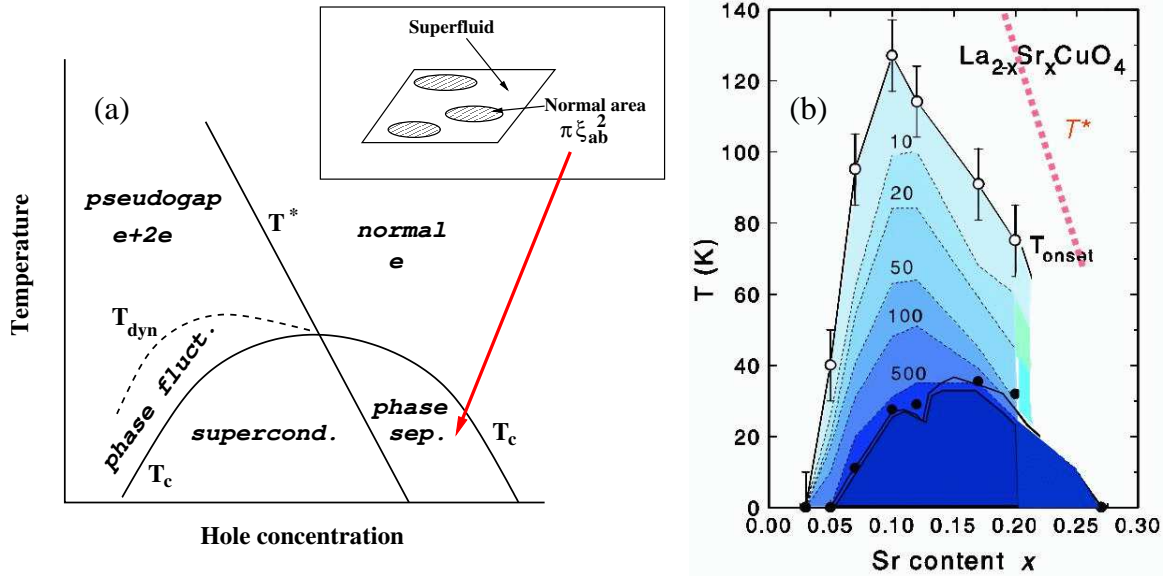 (a)
Superfluid
Normal area
πξ_ab^2
pseudogap
e+2e
T*
normal
e
T_dyn
phase fluct.
T_c
supercond.
phase
sep.
T_c
Temperature
Hole concentration
(b)
La_2-xSr_xCuO_4
T*
T_onset
10
20
50
100
500
140
120
100
80
60
40
20
0
T (K)
0.00 0.05 0.10 0.15 0.20 0.25 0.30
Sr content x